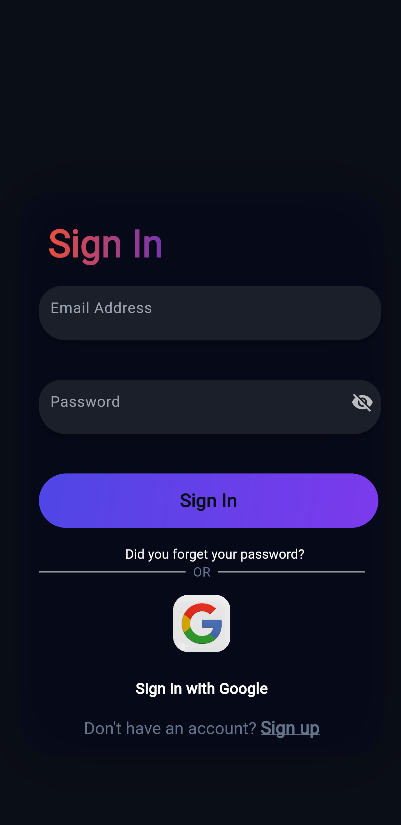 Sign In
Email Address
Password
Sign In
Did you forget your password?
OR
Sign In with Google
Don't have an account? Sign up